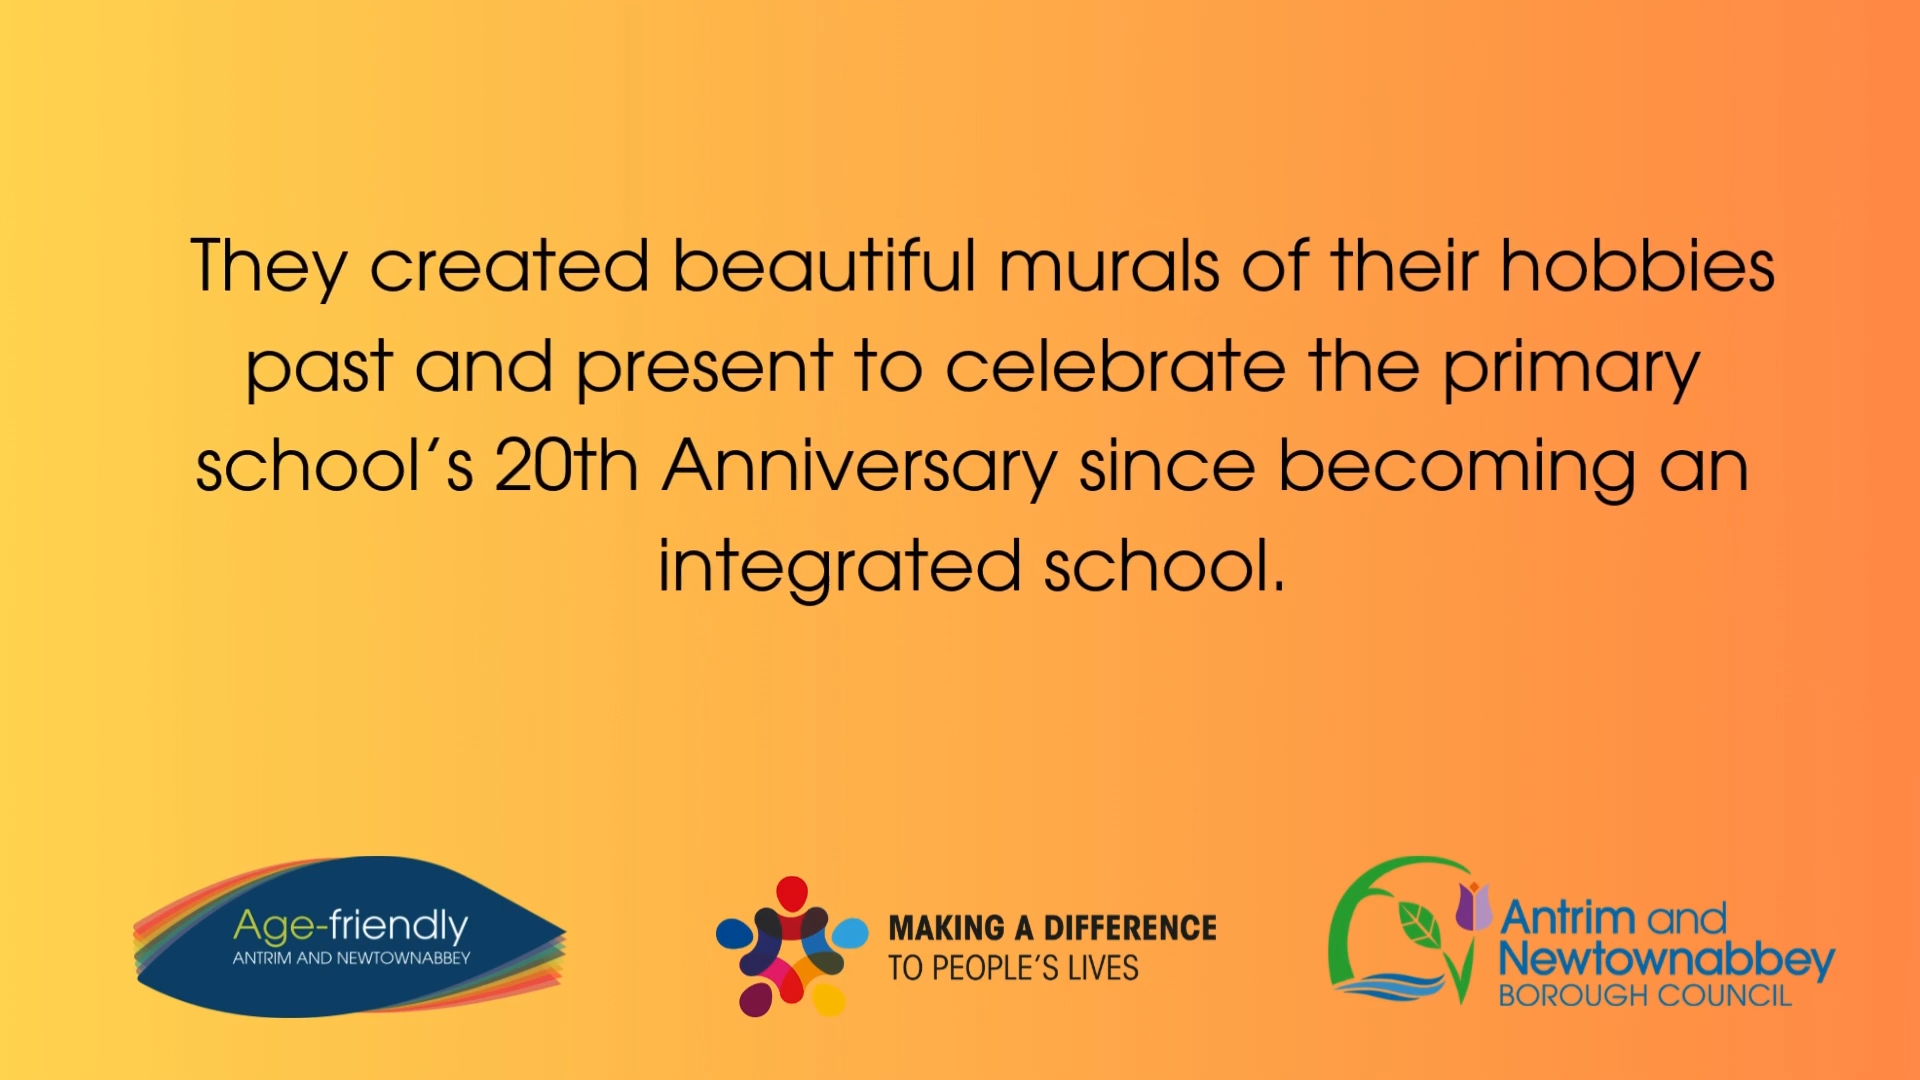 They created beautiful murals of their hobbies
past and present to celebrate the primary
school's 20th Anniversary since becoming an
integrated school.
Age-friendly
ANTRIM AND NEWTOWNABBEY
MAKING A DIFFERENCE
TO PEOPLE'S LIVES
Antrim and
Newtownabbey
BOROUGH COUNCIL